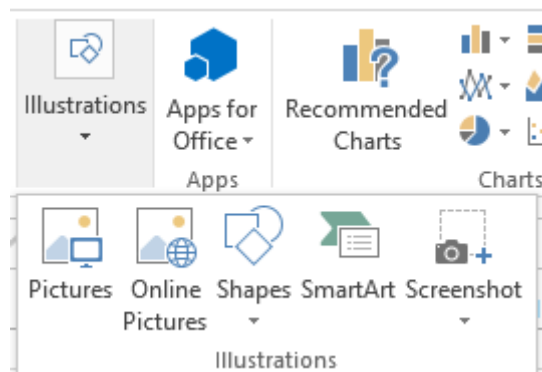 Illustrations
Apps for
Office
Recommended
Charts
Apps
Charts
Pictures
Online
Pictures
Shapes
SmartArt
Screenshot
Illustrations